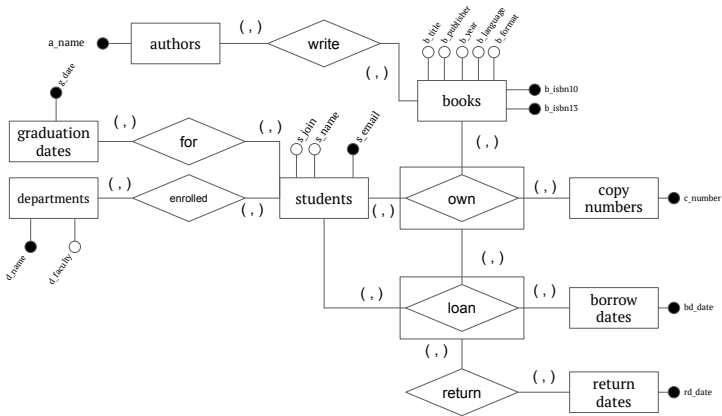 a_name
authors
(,)
write
(,)
b_title
b_publisher
b_year
b_language
b_format
books
b_isbn10
b_isbn13
(,)
g_date
graduation
dates
(,)
for
(,)
s_join
s_name
s_email
departments
(,)
enrolled
(,)
students
(,)
own
(,)
copy
numbers
c_number
d_name
d_faculty
(,)
(,)
loan
(,)
borrow
dates
bd_date
(,)
return
(,)
return
dates
rd_date